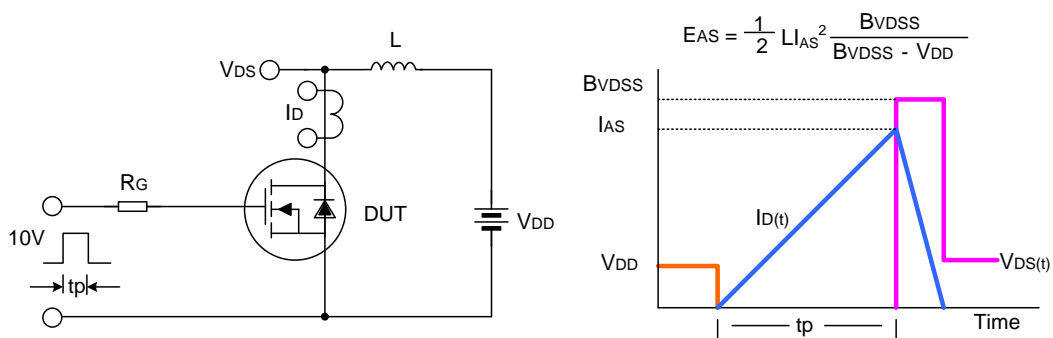 VDS
L
ID
RG
10V
tp
DUT
VDD
EAS = 1/2 LIAS² BVDSS / BVDSS - VDD
BVDSS
IAS
ID(t)
VDD
VDS(t)
tp
Time